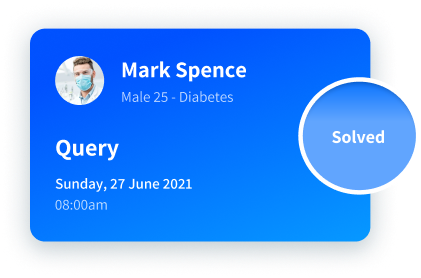 Mark Spence
Male 25 - Diabetes
Query
Solved
Sunday, 27 June 2021
08:00am